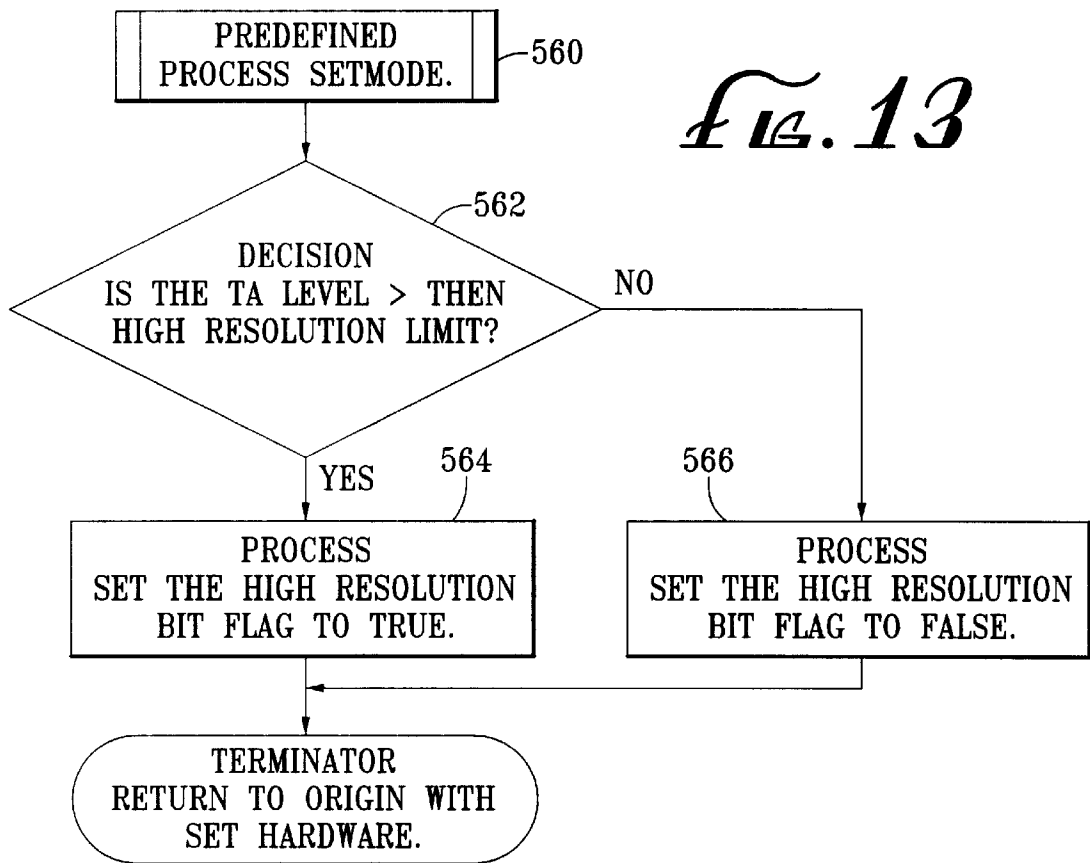 PREDEFINED
PROCESS SETMODE.
560
FIG. 13
562
DECISION
IS THE TA LEVEL > THEN
HIGH RESOLUTION LIMIT?
NO
YES
564
566
PROCESS
SET THE HIGH RESOLUTION
BIT FLAG TO TRUE.
PROCESS
SET THE HIGH RESOLUTION
BIT FLAG TO FALSE.
TERMINATOR
RETURN TO ORIGIN WITH
SET HARDWARE.